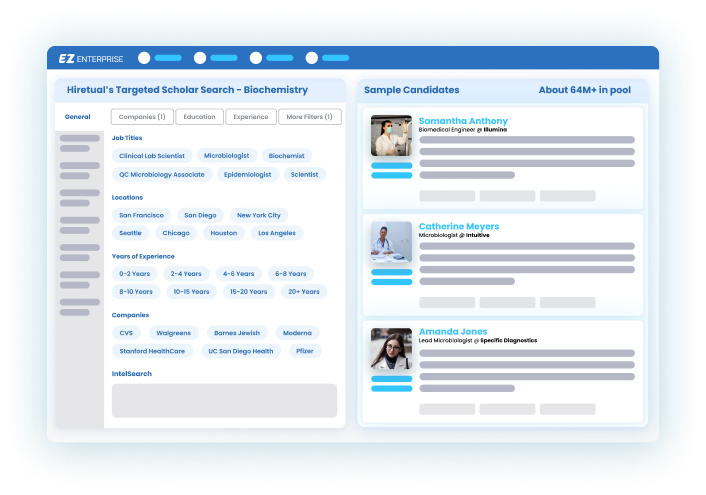 EZ ENTERPRISE
Hiretual's Targeted Scholar Search - Biochemistry
General
Companies (1) Education Experience More Filters (1)
Job Titles
Clinical Lab Scientist Microbiologist Biochemist
QC Microbiology Associate Epidemiologist Scientist
Locations
San Francisco San Diego New York City
Seattle Chicago Houston Los Angeles
Years of Experience
0-2 Years 2-4 Years 4-6 Years 6-8 Years
8-10 Years 10-15 Years 15-20 Years 20+ Years
Companies
CVS Walgreens Barnes Jewish Moderna
Stanford HealthCare UC San Diego Health Pfizer
IntelSearch
Sample Candidates About 64M+ in pool
Samantha Anthony
Biomedical Engineer @ Illumina
Catherine Meyers
Microbiologist @ Intuitive
Amanda Jones
Lead Microbiologist @ Specific Diagnostics